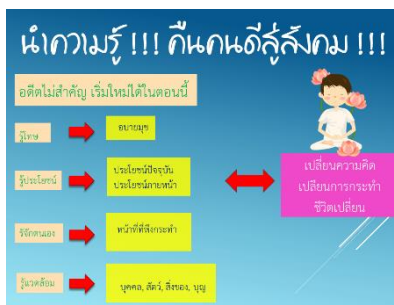 นำความรู้ !!! คืนคนดีสู่สังคม !!!
อดีตไม่สำคัญ เริ่มใหม่ได้ในตอนนี้
รู้โทษ
อบายมุข
รู้ประโยชน์
ประโยชน์ปัจจุบัน
ประโยชน์ภายหน้า
เปลี่ยนความคิด
เปลี่ยนการกระทำ
ชีวิตเปลี่ยน
รู้จักตนเอง
หน้าที่ที่พึงกระทำ
รู้แวดล้อม
บุคคล, สัตว์, สิ่งของ, บุญ